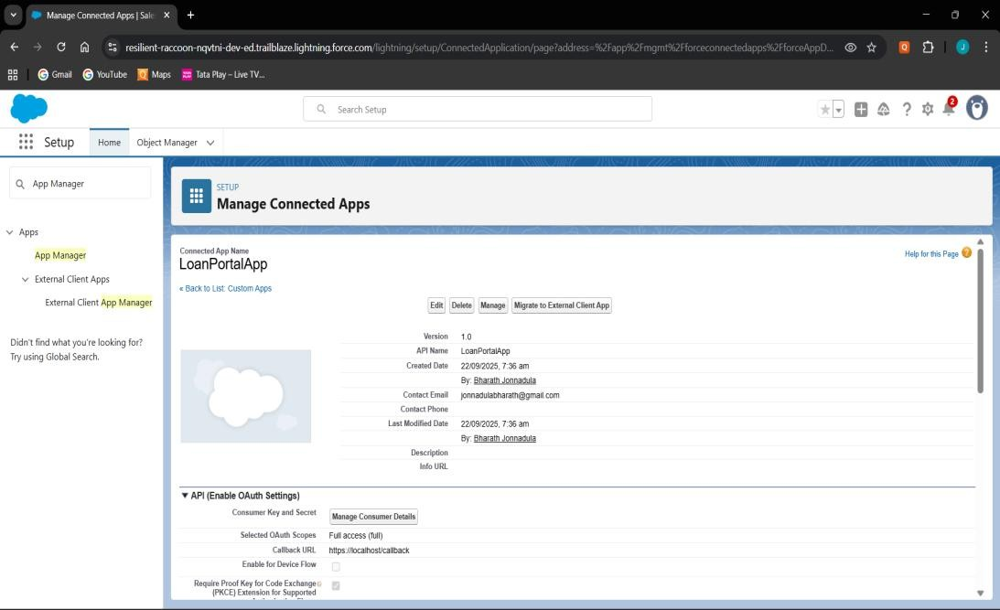 Manage Connected Apps | Sale
resilient-raccoon-nqvtni-dev-ed.trailblaze.lightning.force.com/lightning/setup/ConnectedApplication/page?address=%2Fapp%2Fmgmt%2Fforceconnectedapps%2FforceAppD...
Q
J
Gmail
YouTube
Maps
Tata Play – Live TV...
Search Setup
2
Setup
Home
Object Manager
App Manager
SETUP
Manage Connected Apps
Apps
App Manager
External Client Apps
External Client App Manager
Didn't find what you're looking for?
Try using Global Search.
Connected App Name
LoanPortalApp
Help for this Page
« Back to List: Custom Apps
Edit Delete Manage Migrate to External Client App
Version 1.0
API Name LoanPortalApp
Created Date 22/09/2025, 7:36 am
By: Bharath Jonnadula
Contact Email jonnadulabharath@gmail.com
Contact Phone
Last Modified Date 22/09/2025, 7:36 am
By: Bharath Jonnadula
Description
Info URL
API (Enable OAuth Settings)
Consumer Key and Secret Manage Consumer Details
Selected OAuth Scopes Full access (full)
Callback URL https://localhost/callback
Enable for Device Flow
Require Proof Key for Code Exchange
(PKCE) Extension for Supported